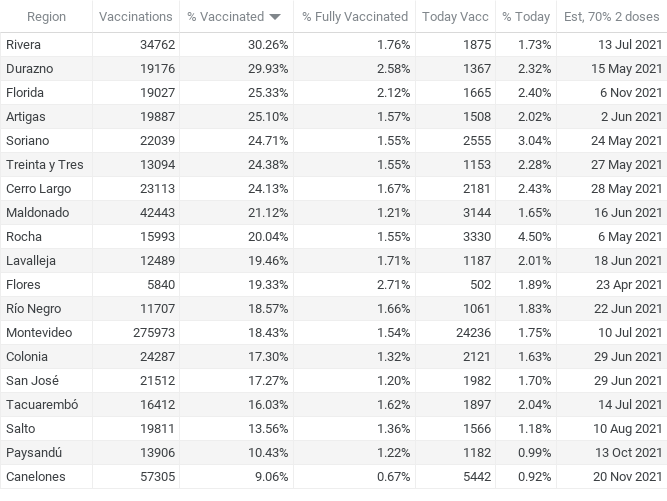 Region Vaccinations % Vaccinated % Fully Vaccinated Today Vacc % Today Est, 70% 2 doses
Rivera 34762 30.26% 1.76% 1875 1.73% 13 Jul 2021
Durazno 19176 29.93% 2.58% 1367 2.32% 15 May 2021
Florida 19027 25.33% 2.12% 1665 2.40% 6 Nov 2021
Artigas 19887 25.10% 1.57% 1508 2.02% 2 Jun 2021
Soriano 22039 24.71% 1.55% 2555 3.04% 24 May 2021
Treinta y Tres 13094 24.38% 1.55% 1153 2.28% 27 May 2021
Cerro Largo 23113 24.13% 1.67% 2181 2.43% 28 May 2021
Maldonado 42443 21.12% 1.21% 3144 1.65% 16 Jun 2021
Rocha 15993 20.04% 1.55% 3330 4.50% 6 May 2021
Lavalleja 12489 19.46% 1.71% 1187 2.01% 18 Jun 2021
Flores 5840 19.33% 2.71% 502 1.89% 23 Apr 2021
Río Negro 11707 18.57% 1.66% 1061 1.83% 22 Jun 2021
Montevideo 275973 18.43% 1.54% 24236 1.75% 10 Jul 2021
Colonia 24287 17.30% 1.32% 2121 1.63% 29 Jun 2021
San José 21512 17.27% 1.20% 1982 1.70% 29 Jun 2021
Tacuarembó 16412 16.03% 1.62% 1897 2.04% 14 Jul 2021
Salto 19811 13.56% 1.36% 1566 1.18% 10 Aug 2021
Paysandú 13906 10.43% 1.22% 1182 0.99% 13 Oct 2021
Canelones 57305 9.06% 0.67% 5442 0.92% 20 Nov 2021